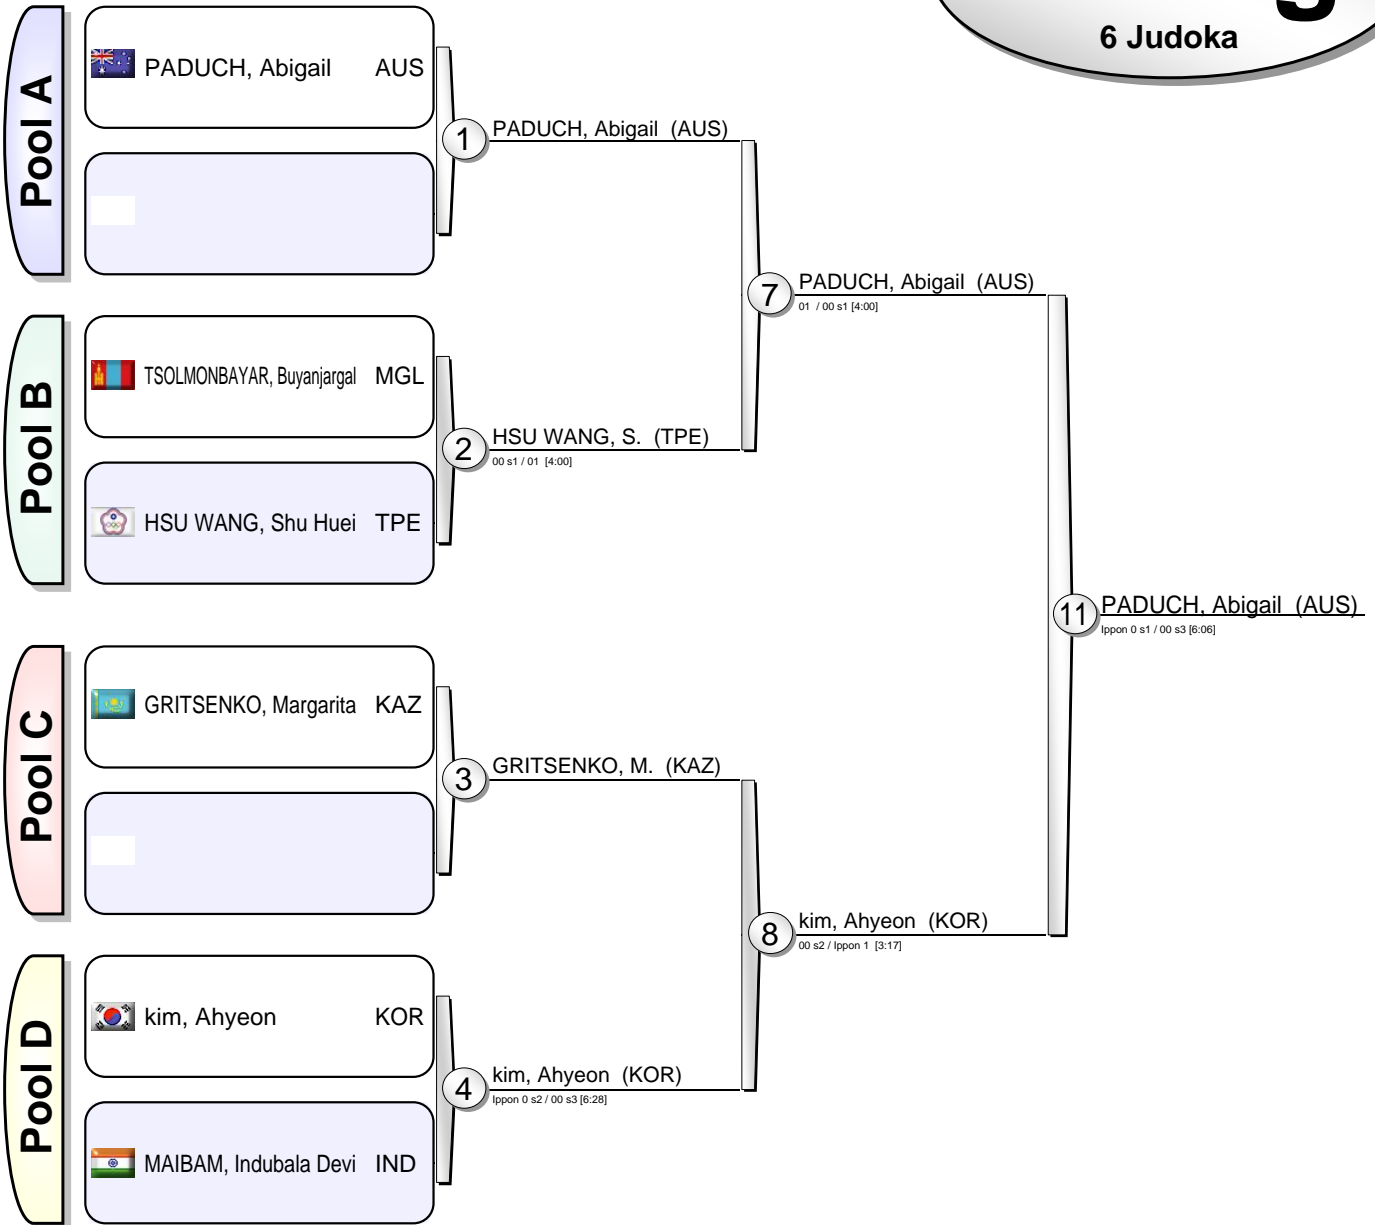 6 Judoka
Pool A
PADUCH, Abigail AUS
1 PADUCH, Abigail (AUS)
7 PADUCH, Abigail (AUS)
01 / 00 s1 [4:00]
Pool B
TSOLMONBAYAR, Buyanjargal MGL
2 HSU WANG, S. (TPE)
00 s1 / 01 [4:00]
HSU WANG, Shu Huei TPE
11 PADUCH, Abigail (AUS)
Ippon 0 s1 / 00 s3 [6:06]
Pool C
GRITSENKO, Margarita KAZ
3 GRITSENKO, M. (KAZ)
8 kim, Ahyeon (KOR)
00 s2 / Ippon 1 [3:17]
Pool D
kim, Ahyeon KOR
4 kim, Ahyeon (KOR)
Ippon 0 s2 / 00 s3 [6:28]
MAIBAM, Indubala Devi IND